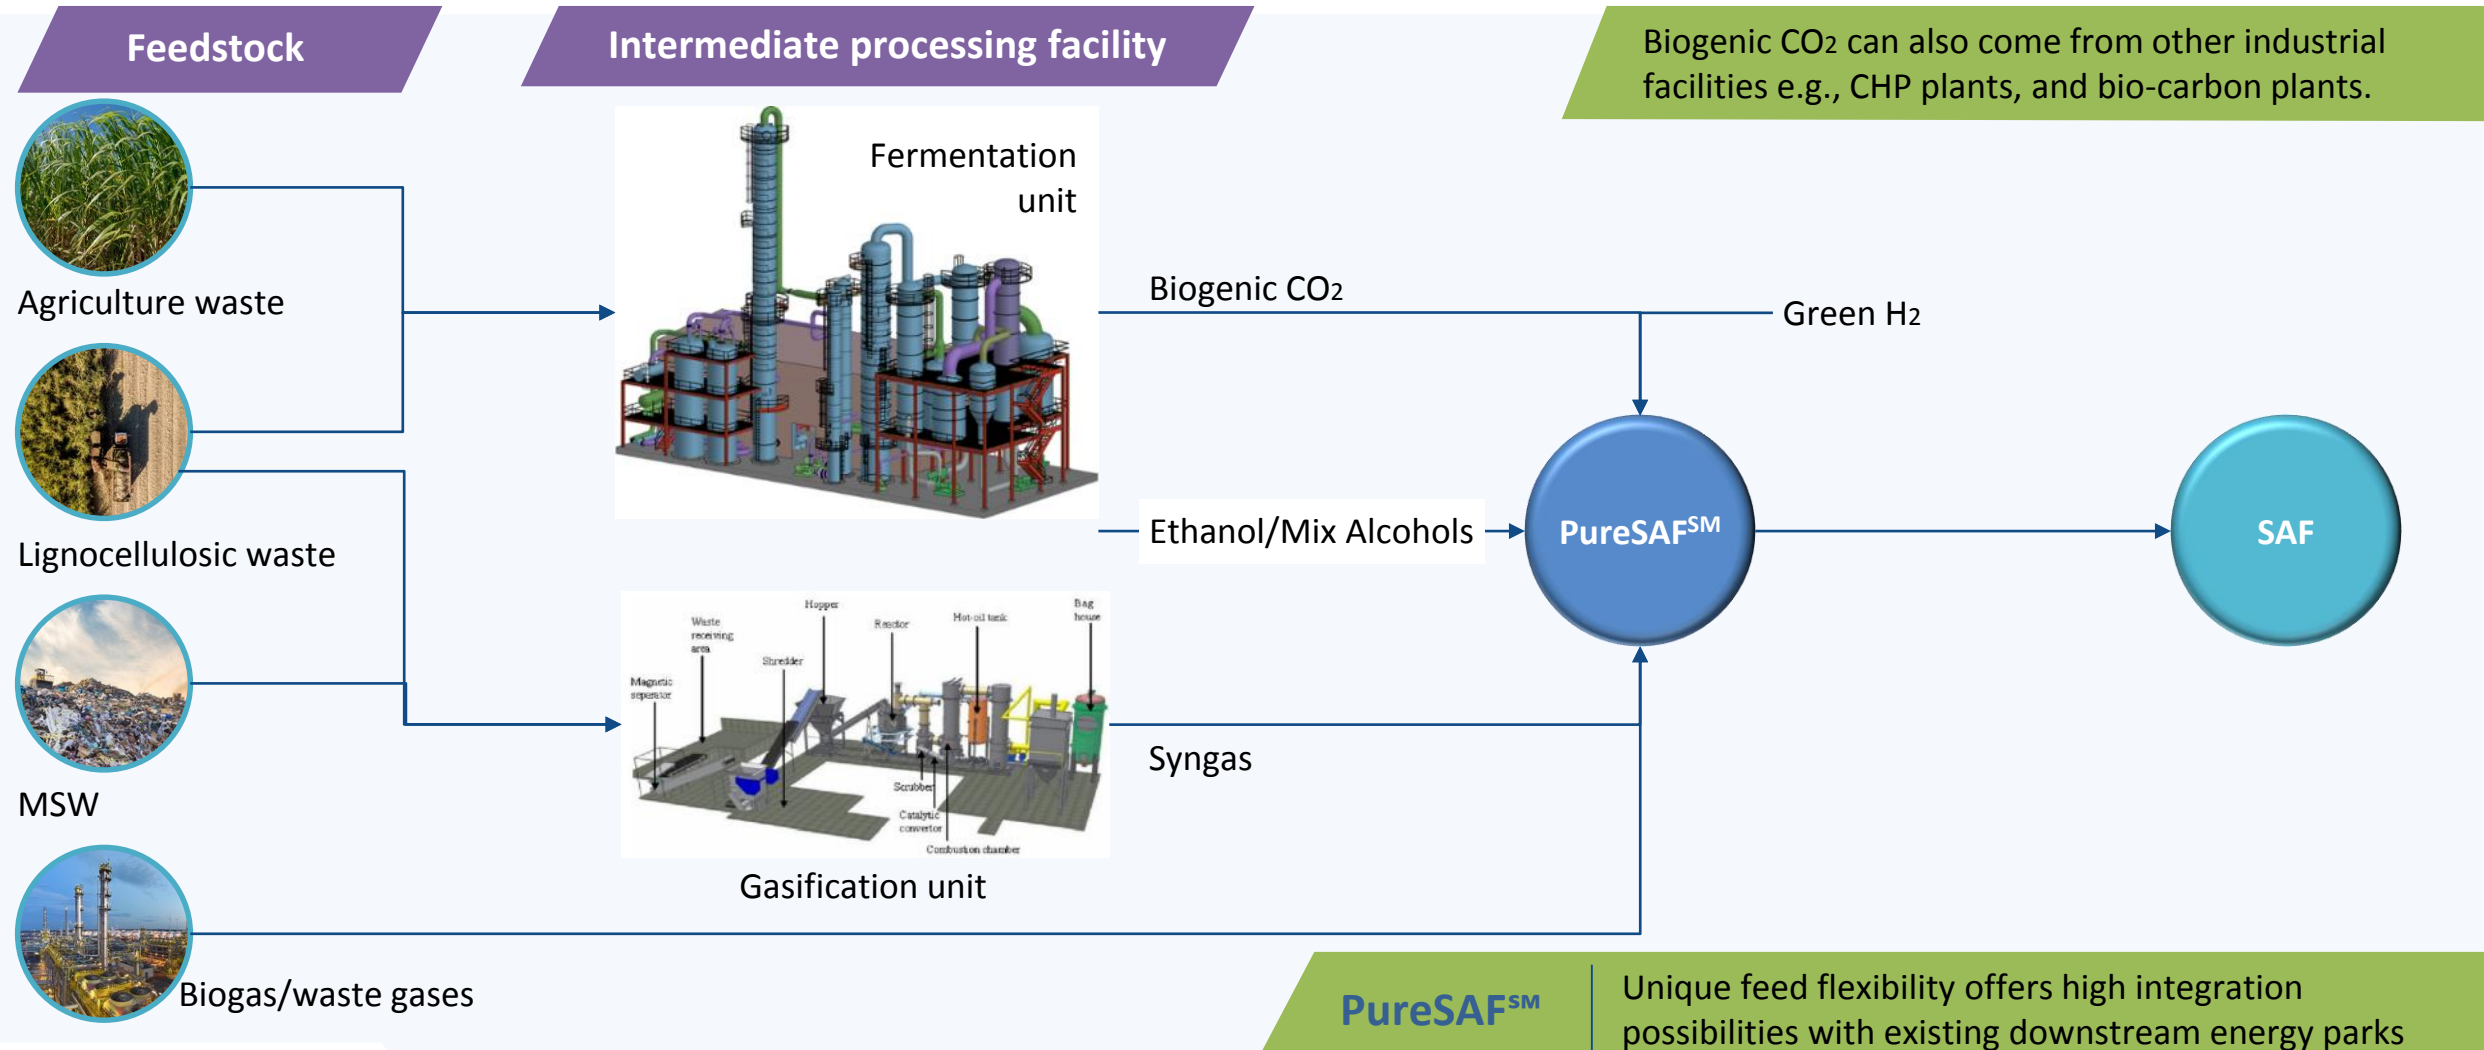 Feedstock
Intermediate processing facility
Biogenic CO2 can also come from other industrial
facilities e.g., CHP plants, and bio-carbon plants.
Fermentation
unit
Agriculture waste
Biogenic CO2
Green H2
Ethanol/Mix Alcohols
PureSAF℠
SAF
Lignocellulosic waste
Hopper
Bag
house
Waste
receiving
area
Reactor
Hot-oil tank
Shredder
Magnetic
separator
Syngas
Scrubber
MSW
Catalytic
convertor
Combustion chamber
Gasification unit
Biogas/waste gases
PureSAF℠
Unique feed flexibility offers high integration
possibilities with existing downstream energy parks